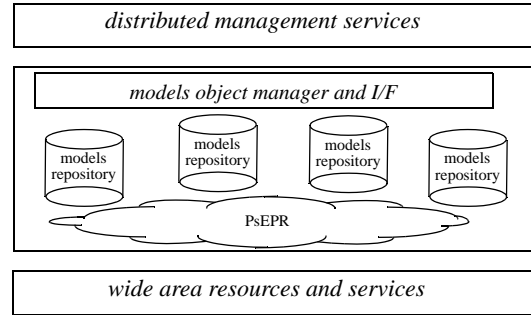 distributed management services
models object manager and I/F
models
repository
models
repository
models
repository
models
repository
PsEPR
wide area resources and services